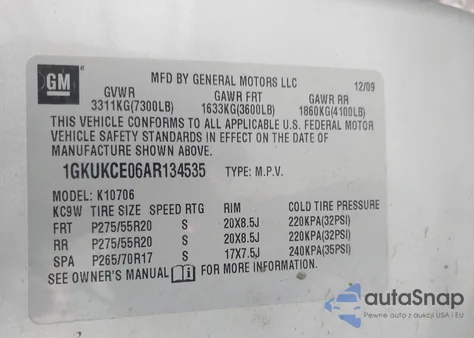 GM
MFD BY GENERAL MOTORS LLC 12/09
GVWR GAWR FRT GAWR RR
3311KG(7300LB) 1633KG(3600LB) 1860KG(4100LB)
THIS VEHICLE CONFORMS TO ALL APPLICABLE U.S. FEDERAL MOTOR
VEHICLE SAFETY STANDARDS IN EFFECT ON THE DATE OF
MANUFACTURE SHOWN ABOVE.
1GKUKCE06AR134535 TYPE: M.P.V.
MODEL: K10706
KC9W TIRE SIZE SPEED RTG RIM COLD TIRE PRESSURE
FRT P275/55R20 S 20X8.5J 220KPA(32PSI)
RR P275/55R20 S 20X8.5J 220KPA(32PSI)
SPA P265/70R17 S 17X7.5J 240KPA(35PSI)
SEE OWNER'S MANUAL FOR MORE INFORMATION.
autoSnap
Pewne auta z aukcji USA i EU